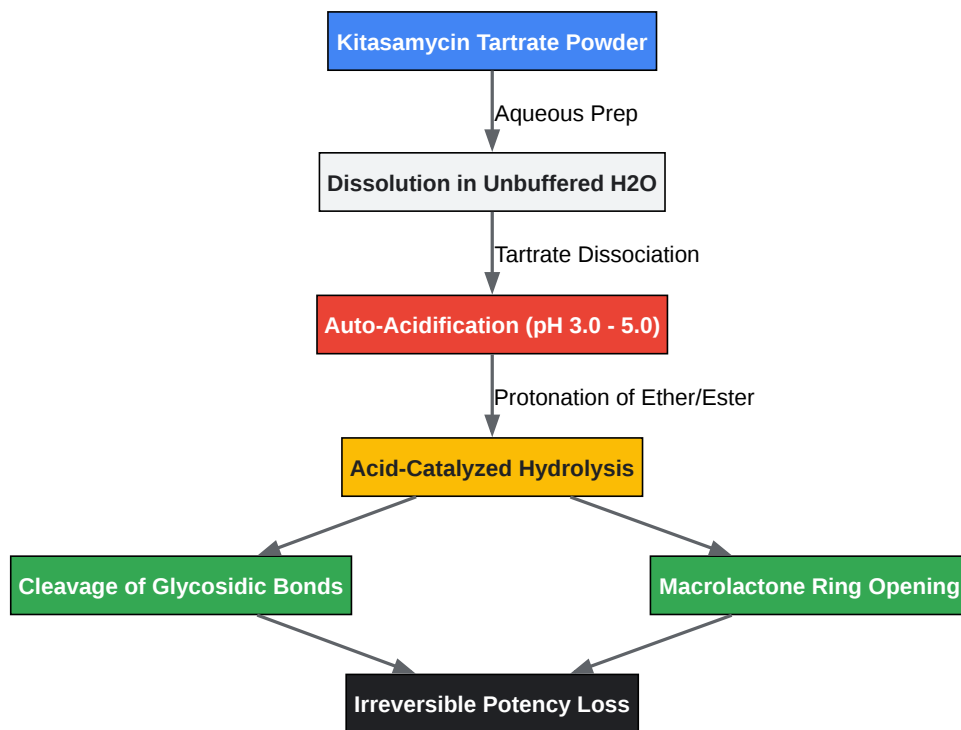 Kitasamycin Tartrate Powder
Aqueous Prep
Dissolution in Unbuffered H2O
Tartrate Dissociation
Auto-Acidification (pH 3.0 - 5.0)
Protonation of Ether/Ester
Acid-Catalyzed Hydrolysis
Cleavage of Glycosidic Bonds
Macrolactone Ring Opening
Irreversible Potency Loss